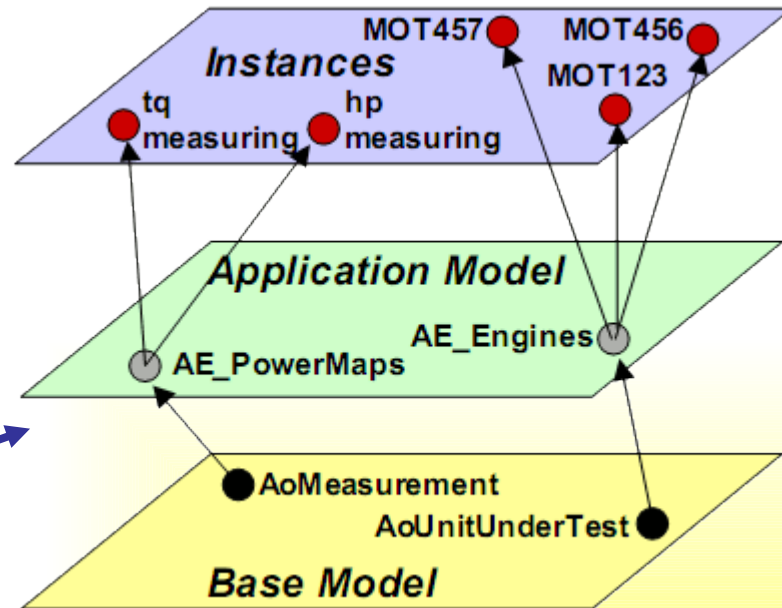 MOT457
MOT456
Instances
MOT123
tq
measuring
hp
measuring
Application Model
AE_Engines
AE_PowerMaps
AoMeasurement
AoUnitUnderTest
Base Model